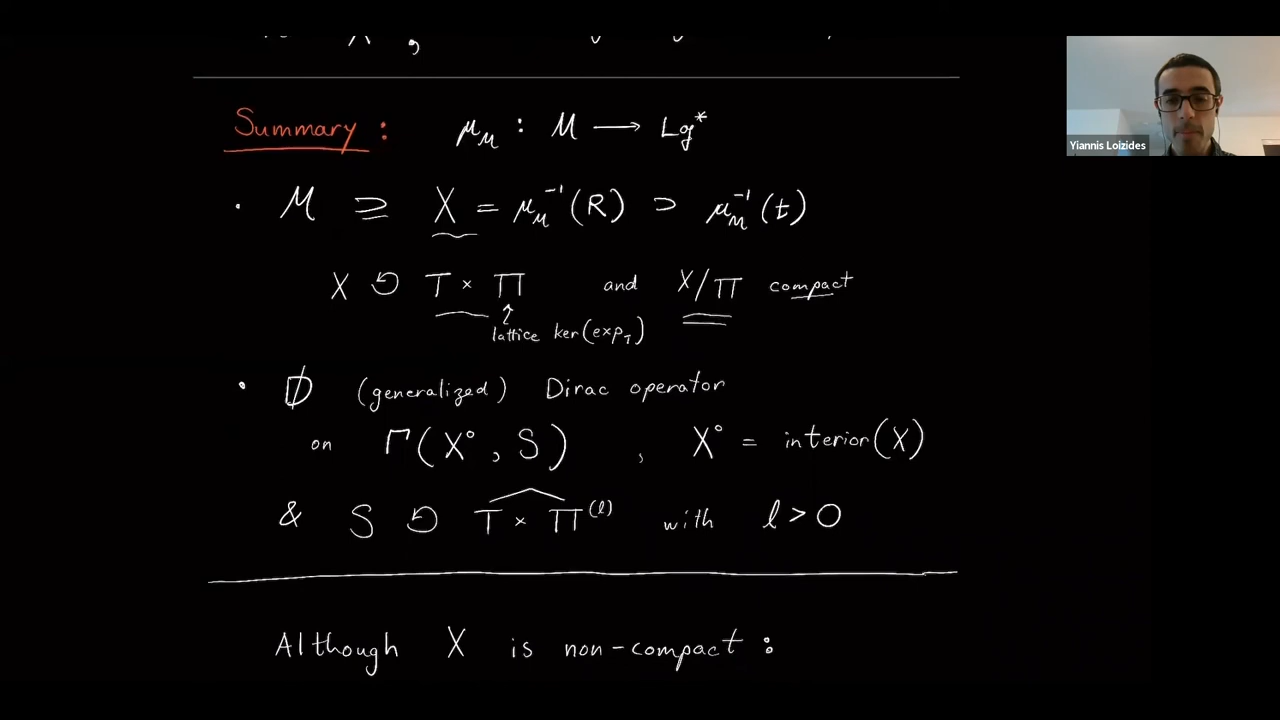 Summary : μ_M : M ⟶ Lg*
· M ⊇ X = μ_M⁻¹(R) ⊃ μ_M⁻¹(t)
X ↺ T × Π and X/Π compact
lattice ker(exp_T)
· D̸ (generalized) Dirac operator
on Γ(X°, S) , X° = interior(X)
& S ↺ T × Π^(l) with l > 0
Although X is non-compact :
Yiannis Loizides